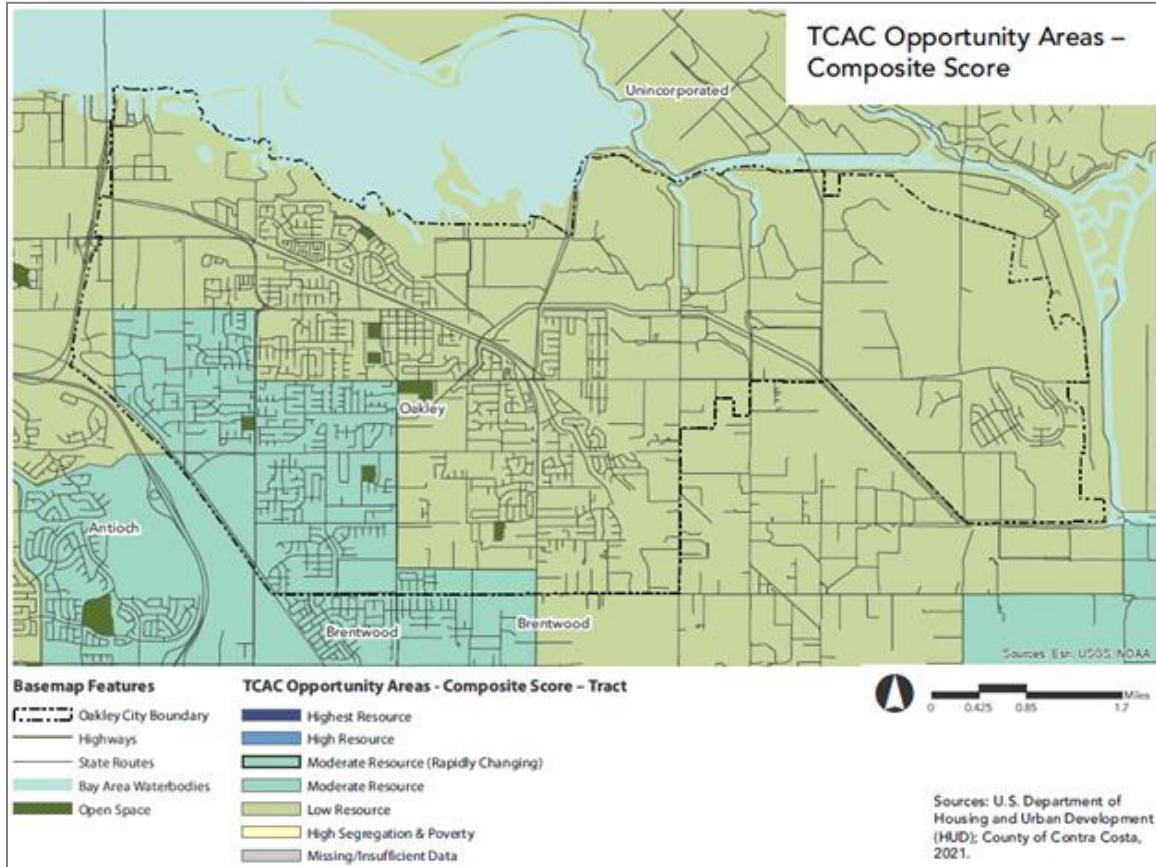 TCAC Opportunity Areas –
Composite Score
Unincorporated
Oakley
Antioch
Brentwood
Brentwood
Sources: Esri, USGS, NOAA
Basemap Features
Oakley City Boundary
Highways
State Routes
Bay Area Waterbodies
Open Space
TCAC Opportunity Areas - Composite Score – Tract
Highest Resource
High Resource
Moderate Resource (Rapidly Changing)
Moderate Resource
Low Resource
High Segregation & Poverty
Missing/Insufficient Data
Miles
0 0.425 0.85 1.7
Sources: U.S. Department of
Housing and Urban Development
(HUD); County of Contra Costa,
2021.